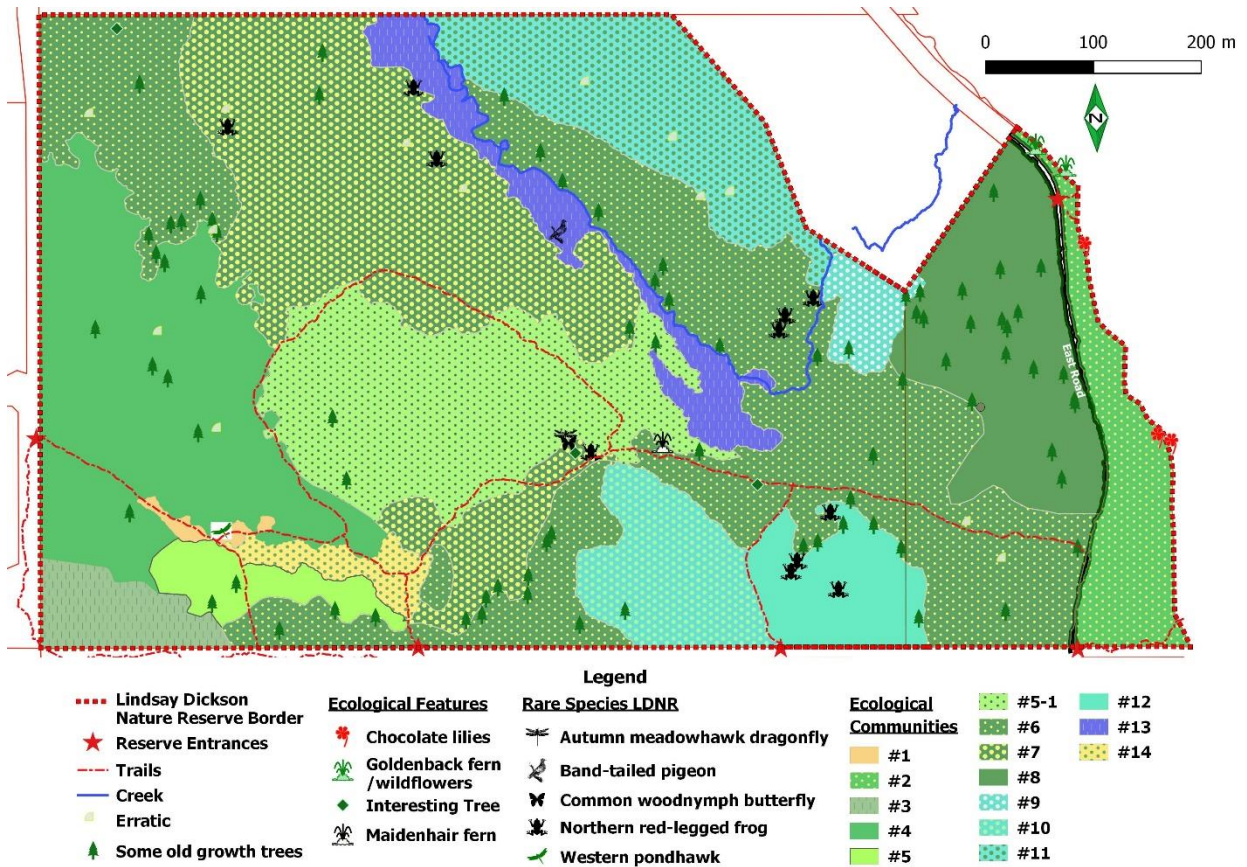 0 100 200 m
N
East Road
Legend
Lindsay Dickson
Nature Reserve Border
Reserve Entrances
Trails
Creek
Erratic
Some old growth trees
Ecological Features
Chocolate lilies
Goldenback fern
/wildflowers
Interesting Tree
Maidenhair fern
Rare Species LDNR
Autumn meadowhawk dragonfly
Band-tailed pigeon
Common woodnymph butterfly
Northern red-legged frog
Western pondhawk
Ecological
Communities
#1
#2
#3
#4
#5
#5-1
#6
#7
#8
#9
#10
#11
#12
#13
#14